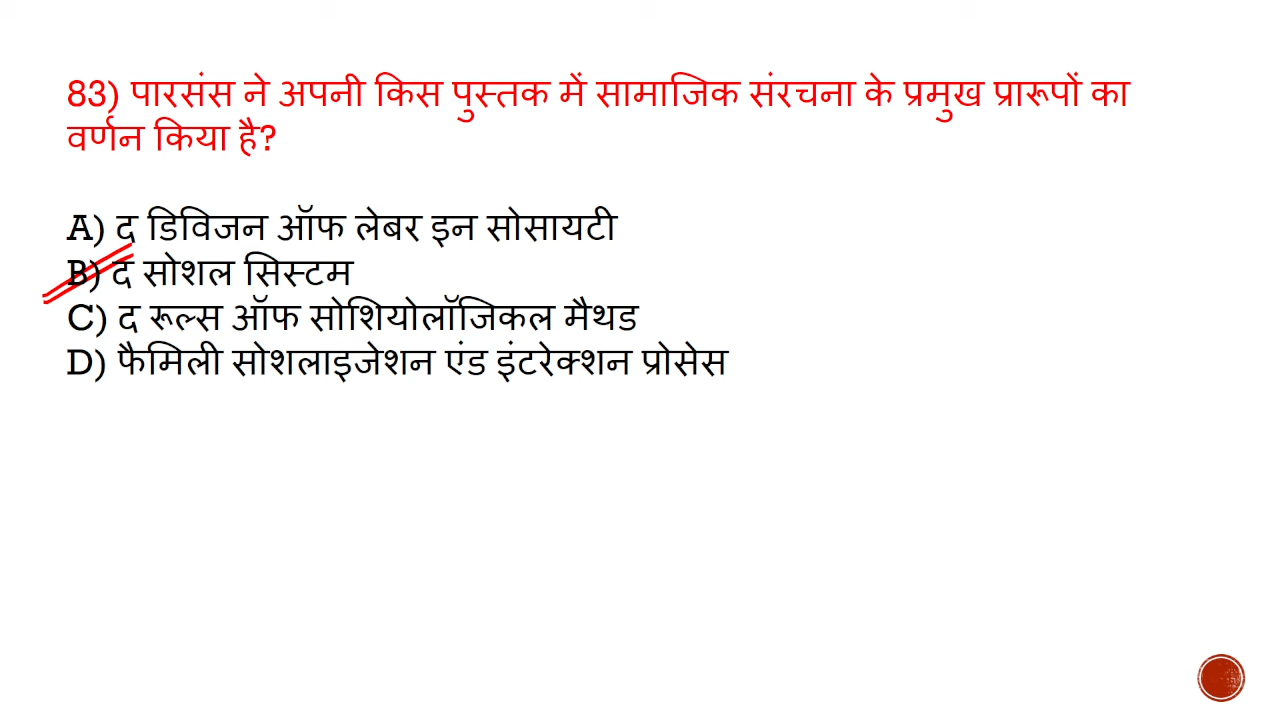 83) पारसंस ने अपनी किस पुस्तक में सामाजिक संरचना के प्रमुख प्रारूपों का
वर्णन किया है?
A) द डिविजन ऑफ लेबर इन सोसायटी
B) द सोशल सिस्टम
C) द रूल्स ऑफ सोशियोलॉजिकल मैथड
D) फैमिली सोशलाइजेशन एंड इंटरेक्शन प्रोसेस